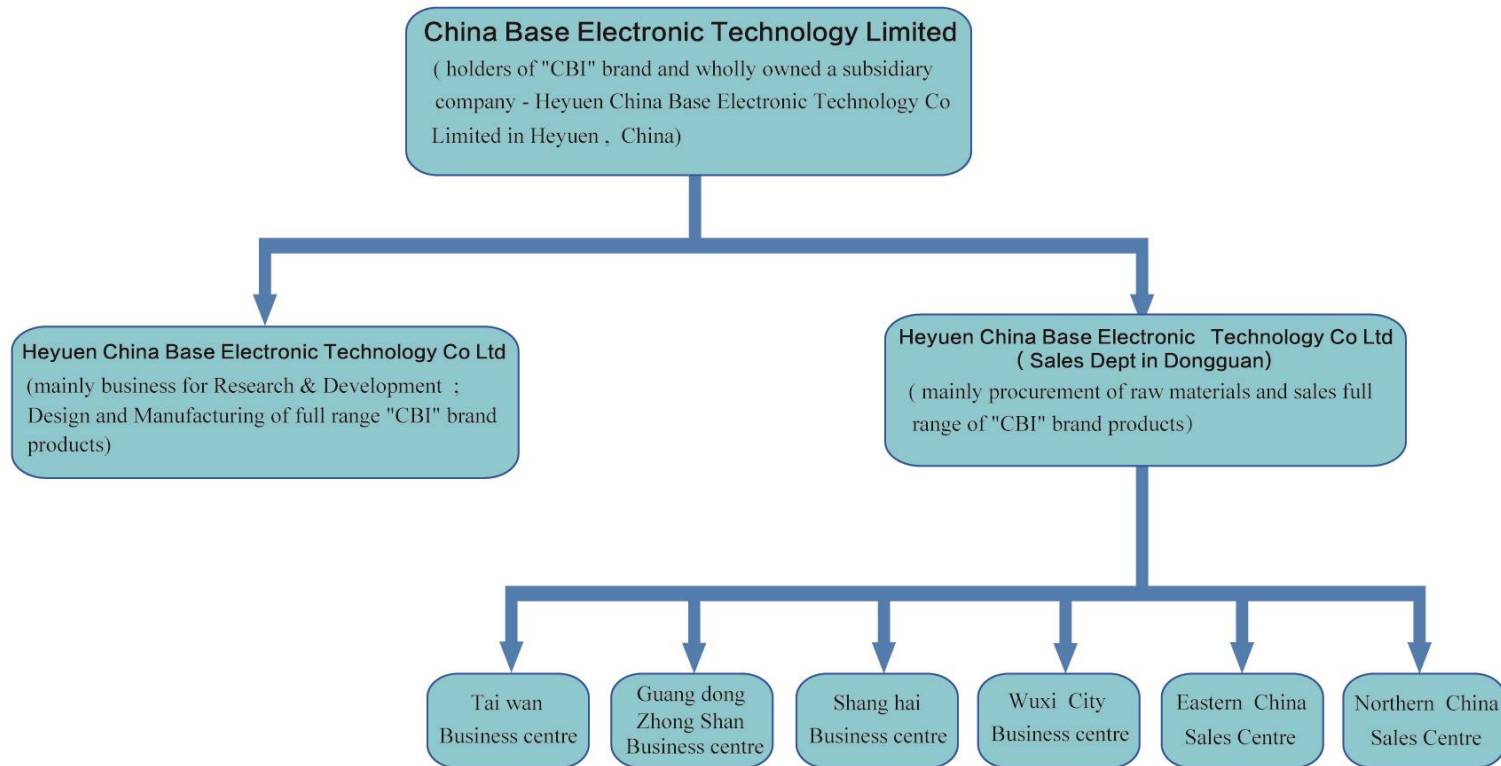 China Base Electronic Technology Limited
( holders of "CBI" brand and wholly owned a subsidiary
company - Heyuen China Base Electronic Technology Co
Limited in Heyuen , China)
Heyuen China Base Electronic Technology Co Ltd
(mainly business for Research & Development ;
Design and Manufacturing of full range "CBI" brand
products)
Heyuen China Base Electronic Technology Co Ltd
( Sales Dept in Dongguan)
( mainly procurement of raw materials and sales full
range of "CBI" brand products)
Tai wan
Business centre
Guang dong
Zhong Shan
Business centre
Shang hai
Business centre
Wuxi City
Business centre
Eastern China
Sales Centre
Northern China
Sales Centre